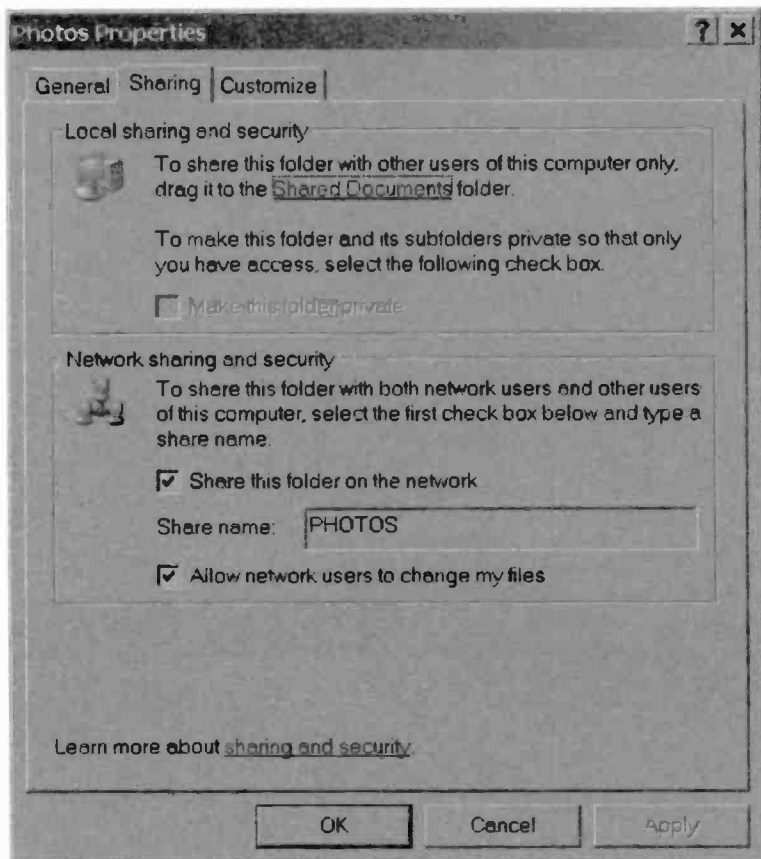 Photos Properties
? ×
General Sharing Customize
Local sharing and security
To share this folder with other users of this computer only,
drag it to the Shared Documents folder.
To make this folder and its subfolders private so that only
you have access, select the following check box.
Make this folder private
Network sharing and security
To share this folder with both network users and other users
of this computer, select the first check box below and type a
share name.
Share this folder on the network
Share name: PHOTOS
Allow network users to change my files
Learn more about sharing and security.
OK Cancel Apply